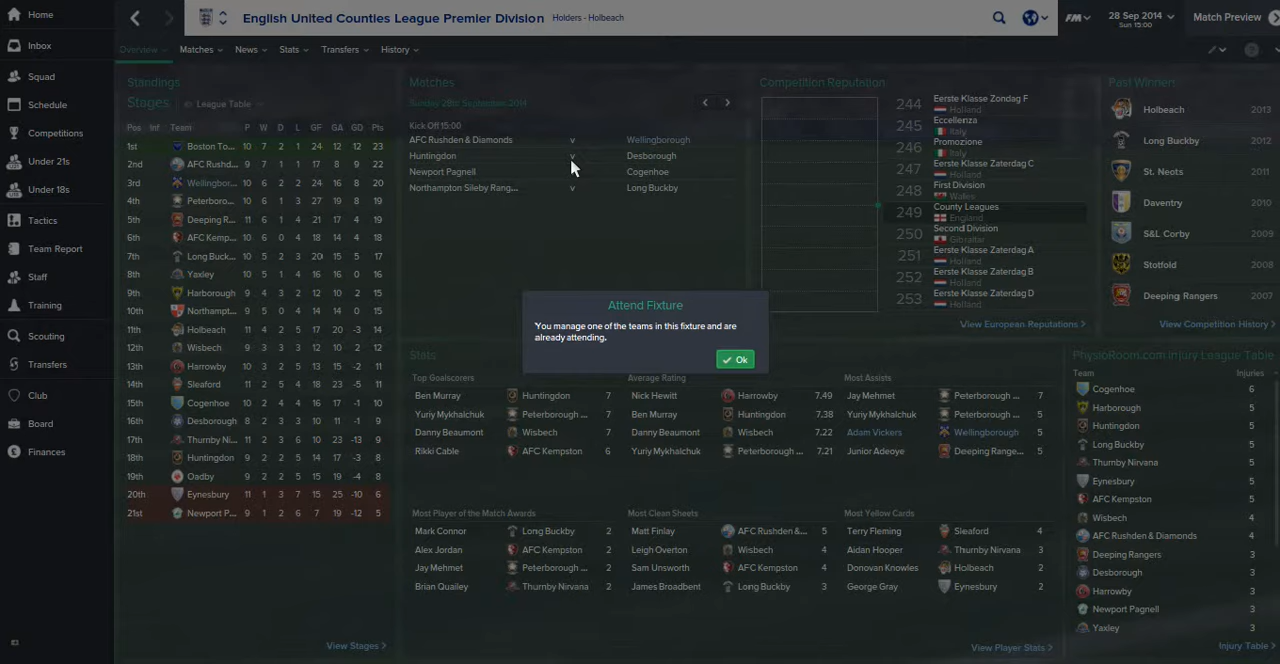 Home
English United Counties League Premier Division Holders - Holbeach
FM
28 Sep 2014
Sun 15:00
Match Preview
Inbox
Squad
Schedule
Competitions
Under 21s
Under 18s
Tactics
Team Report
Staff
Training
Scouting
Transfers
Club
Board
Finances
Overview Matches News Stats Transfers History
Standings
Stages League Table
Pos Inf Team P W D L GF GA GD Pts
1st Boston To... 10 7 2 1 24 12 12 23
2nd AFC Rushd... 9 7 1 1 17 8 9 22
3rd Wellingbor... 10 6 2 2 24 16 8 20
4th Peterboro... 10 6 1 3 27 19 8 19
5th Deeping R... 11 6 1 4 21 17 4 19
6th AFC Kemp... 10 6 0 4 18 14 4 18
7th Long Buck... 10 5 2 3 20 15 5 17
8th Yaxley 10 5 1 4 16 16 0 16
9th Harborough 9 4 3 2 12 10 2 15
10th Northampt... 9 5 0 4 14 14 0 15
11th Holbeach 11 4 2 5 17 20 -3 14
12th Wisbech 9 3 3 3 12 10 2 12
13th Harrowby 10 3 2 5 13 15 -2 11
14th Sleaford 11 2 5 4 18 23 -5 11
15th Cogenhoe 10 2 4 4 16 17 -1 10
16th Desborough 8 2 3 3 10 11 -1 9
17th Thurnby Ni... 11 2 3 6 10 23 -13 9
18th Huntingdon 9 2 2 5 14 17 -3 8
19th Oadby 9 2 2 5 15 19 -4 8
20th Eynesbury 11 1 3 7 15 25 -10 6
21st Newport P... 9 1 2 6 7 19 -12 5
View Stages >
Matches
Sunday 28th September 2014
Kick Off 15:00
AFC Rushden & Diamonds v Wellingborough
Huntingdon v Desborough
Newport Pagnell v Cogenhoe
Northampton Sileby Rang... v Long Buckby
Competition Reputation
244 Eerste Klasse Zondag F
Holland
245 Eccellenza
Italy
246 Promozione
Italy
247 Eerste Klasse Zaterdag C
Holland
248 First Division
Wales
249 County Leagues
England
250 Second Division
Gibraltar
251 Eerste Klasse Zaterdag A
Holland
252 Eerste Klasse Zaterdag B
Holland
253 Eerste Klasse Zaterdag D
Holland
View European Reputations >
Past Winners
Holbeach 2013
Long Buckby 2012
St. Neots 2011
Daventry 2010
S&L Corby 2009
Stotfold 2008
Deeping Rangers 2007
View Competition History >
Attend Fixture
You manage one of the teams in this fixture and are
already attending.
Ok
Stats
Top Goalscorers
Ben Murray Huntingdon 7
Yuriy Mykhalchuk Peterborough ... 7
Danny Beaumont Wisbech 7
Rikki Cable AFC Kempston 6
Average Rating
Nick Hewitt Harrowby 7.49
Ben Murray Huntingdon 7.38
Danny Beaumont Wisbech 7.22
Yuriy Mykhalchuk Peterborough ... 7.21
Most Assists
Jay Mehmet Peterborough ... 7
Yuriy Mykhalchuk Peterborough ... 5
Adam Vickers Wellingborough 5
Junior Adeoye Deeping Range... 5
Most Player of the Match Awards
Mark Connor Long Buckby 2
Alex Jordan AFC Kempston 2
Jay Mehmet Peterborough ... 2
Brian Quailey Thurnby Nirvana 2
Most Clean Sheets
Matt Finlay AFC Rushden &... 5
Leigh Overton Wisbech 4
Sam Unsworth AFC Kempston 4
James Broadbent Long Buckby 3
Most Yellow Cards
Terry Fleming Sleaford 4
Aidan Hooper Thurnby Nirvana 3
Donovan Knowles Holbeach 2
George Gray Eynesbury 2
View Player Stats >
PhysioRoom.com Injury League Table
Team Injuries
Cogenhoe 6
Harborough 5
Huntingdon 5
Long Buckby 5
Thurnby Nirvana 5
Eynesbury 5
AFC Kempston 5
Wisbech 4
AFC Rushden & Diamonds 4
Deeping Rangers 3
Desborough 3
Harrowby 3
Newport Pagnell 3
Yaxley 3
Injury Table >